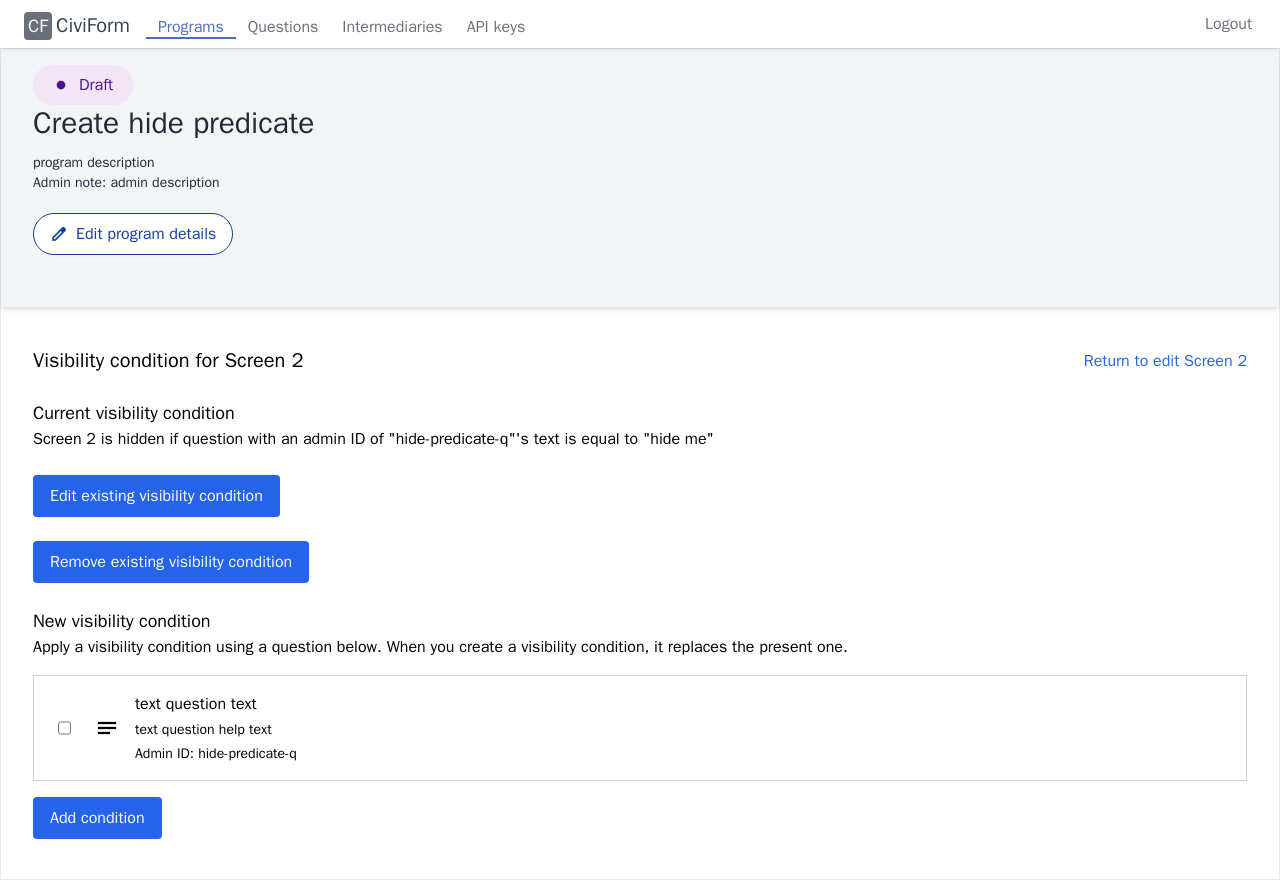 CF CiviForm Programs Questions Intermediaries API keys Logout
Draft
Create hide predicate
program description
Admin note: admin description
Edit program details
Visibility condition for Screen 2
Return to edit Screen 2
Current visibility condition
Screen 2 is hidden if question with an admin ID of "hide-predicate-q"'s text is equal to "hide me"
Edit existing visibility condition
Remove existing visibility condition
New visibility condition
Apply a visibility condition using a question below. When you create a visibility condition, it replaces the present one.
text question text
text question help text
Admin ID: hide-predicate-q
Add condition